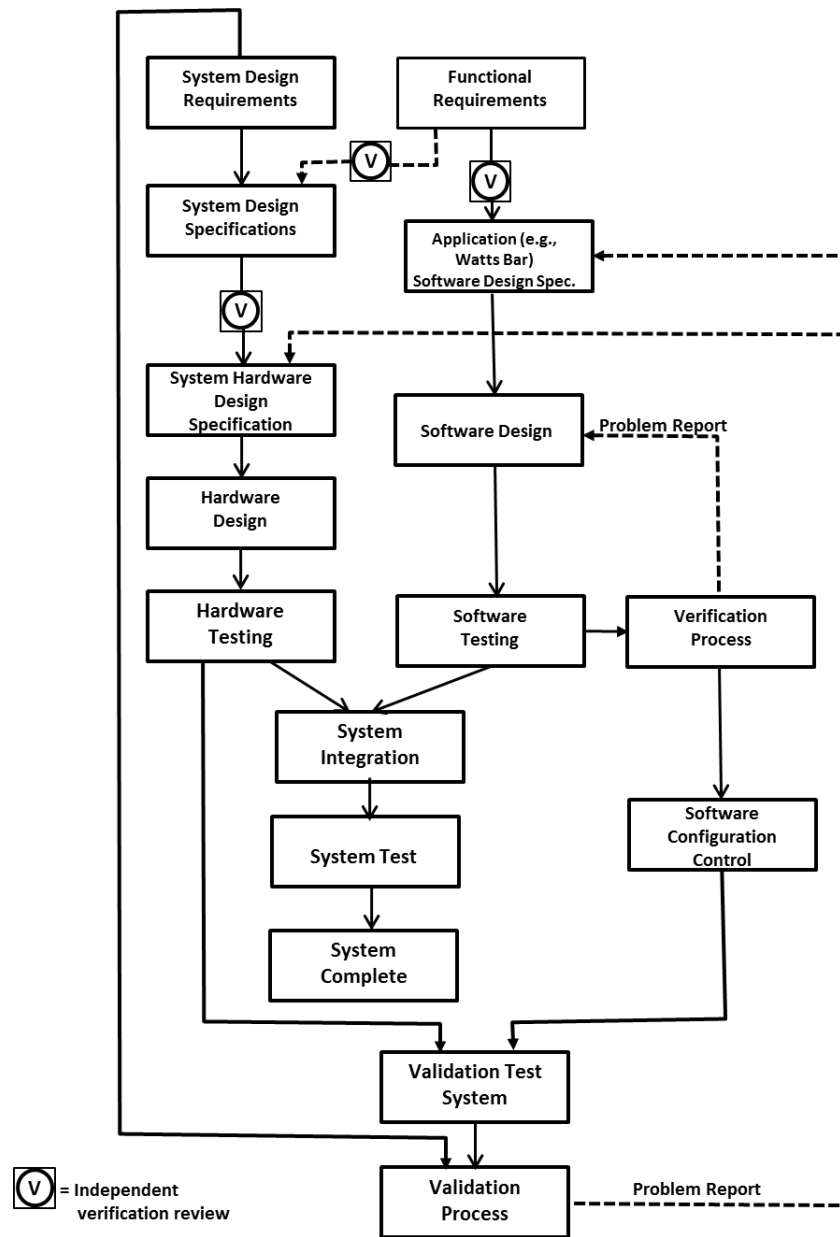 System Design
Requirements
Functional
Requirements
V
V
System Design
Specifications
Application (e.g.,
Watts Bar)
Software Design Spec.
V
System Hardware
Design
Specification
Software Design
Problem Report
Hardware
Design
Hardware
Testing
Software
Testing
Verification
Process
System
Integration
Software
Configuration
Control
System Test
System
Complete
Validation Test
System
Validation
Process
Problem Report
V
= Independent
verification review